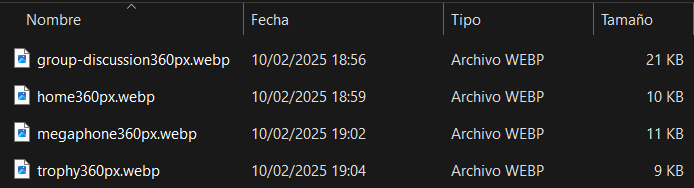 Nombre Fecha Tipo Tamaño
group-discussion360px.webp 10/02/2025 18:56 Archivo WEBP 21 KB
home360px.webp 10/02/2025 18:59 Archivo WEBP 10 KB
megaphone360px.webp 10/02/2025 19:02 Archivo WEBP 11 KB
trophy360px.webp 10/02/2025 19:04 Archivo WEBP 9 KB